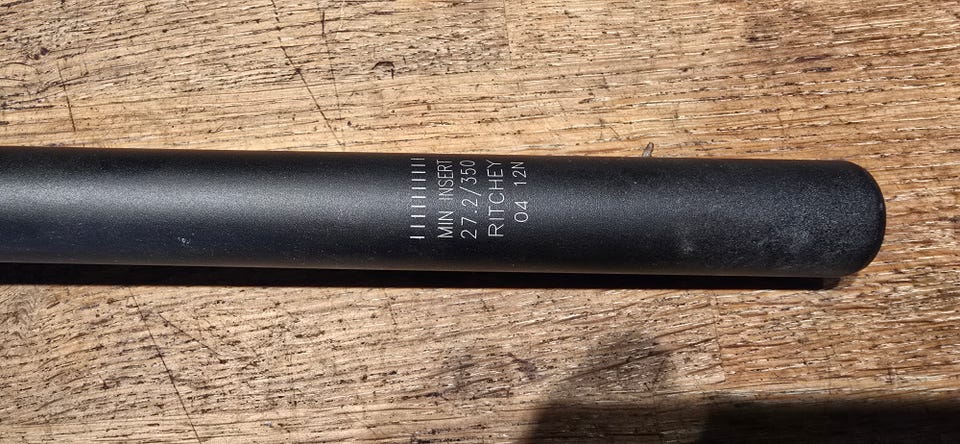 MIN INSERT
27.2/350
RITCHEY
04 12N